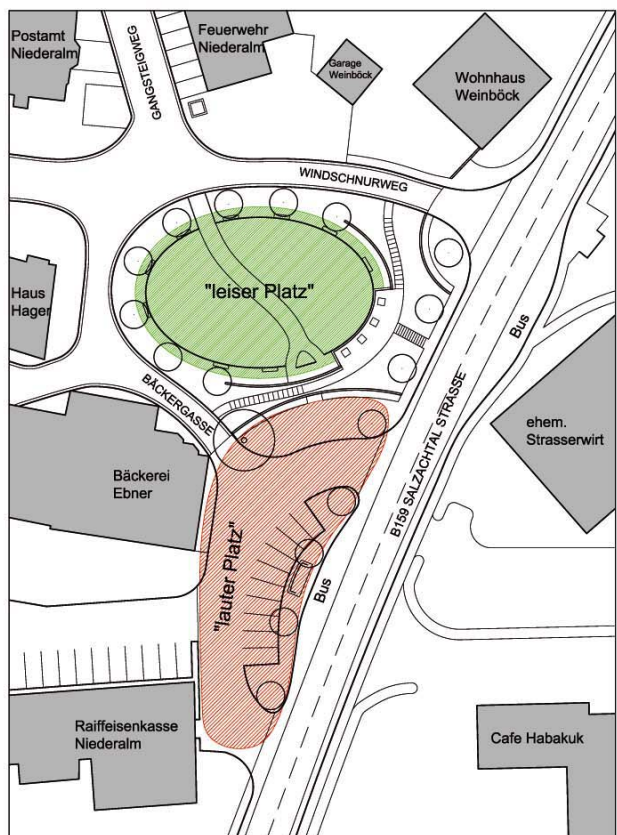 Postamt
Niederalm
GANGSTEIGWEG
Feuerwehr
Niederalm
Garage
Weinböck
Wohnhaus
Weinböck
WINDSCHNURWEG
"leiser Platz"
Haus
Hager
Bus
BÄCKERGASSE
ehem.
Strasserwirt
B159 SALZACHTAL STRASSE
Bäckerei
Ebner
"lauter Platz"
Bus
Raiffeisenkasse
Niederalm
Cafe Habakuk